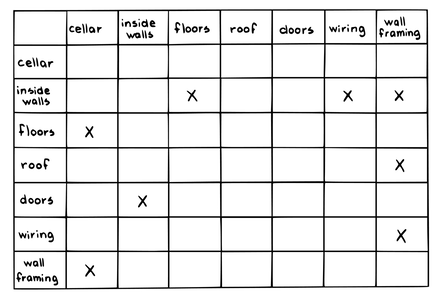 cellar inside walls floors roof doors wiring wall framing
cellar
inside walls X X X
floors X
roof X
doors X
wiring X
wall framing X